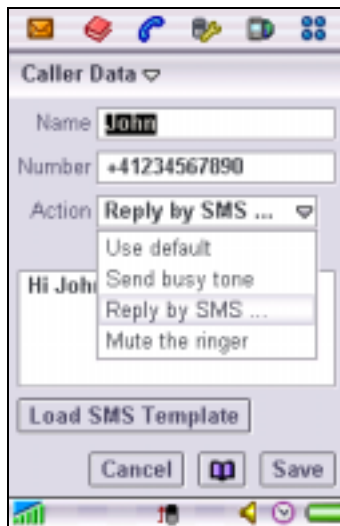 Caller Data
Name John
Number +41234567890
Action Reply by SMS ...
Use default
Send busy tone
Reply by SMS ...
Mute the ringer
Hi
Load SMS Template
Cancel Save